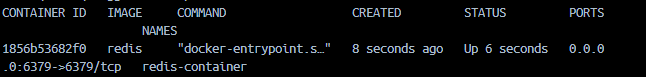 CONTAINER ID   IMAGE     COMMAND                  CREATED         STATUS         PORTS
                    NAMES
1856b53682f0   redis     "docker-entrypoint.s…"   8 seconds ago   Up 6 seconds   0.0.0
.0:6379->6379/tcp   redis-container